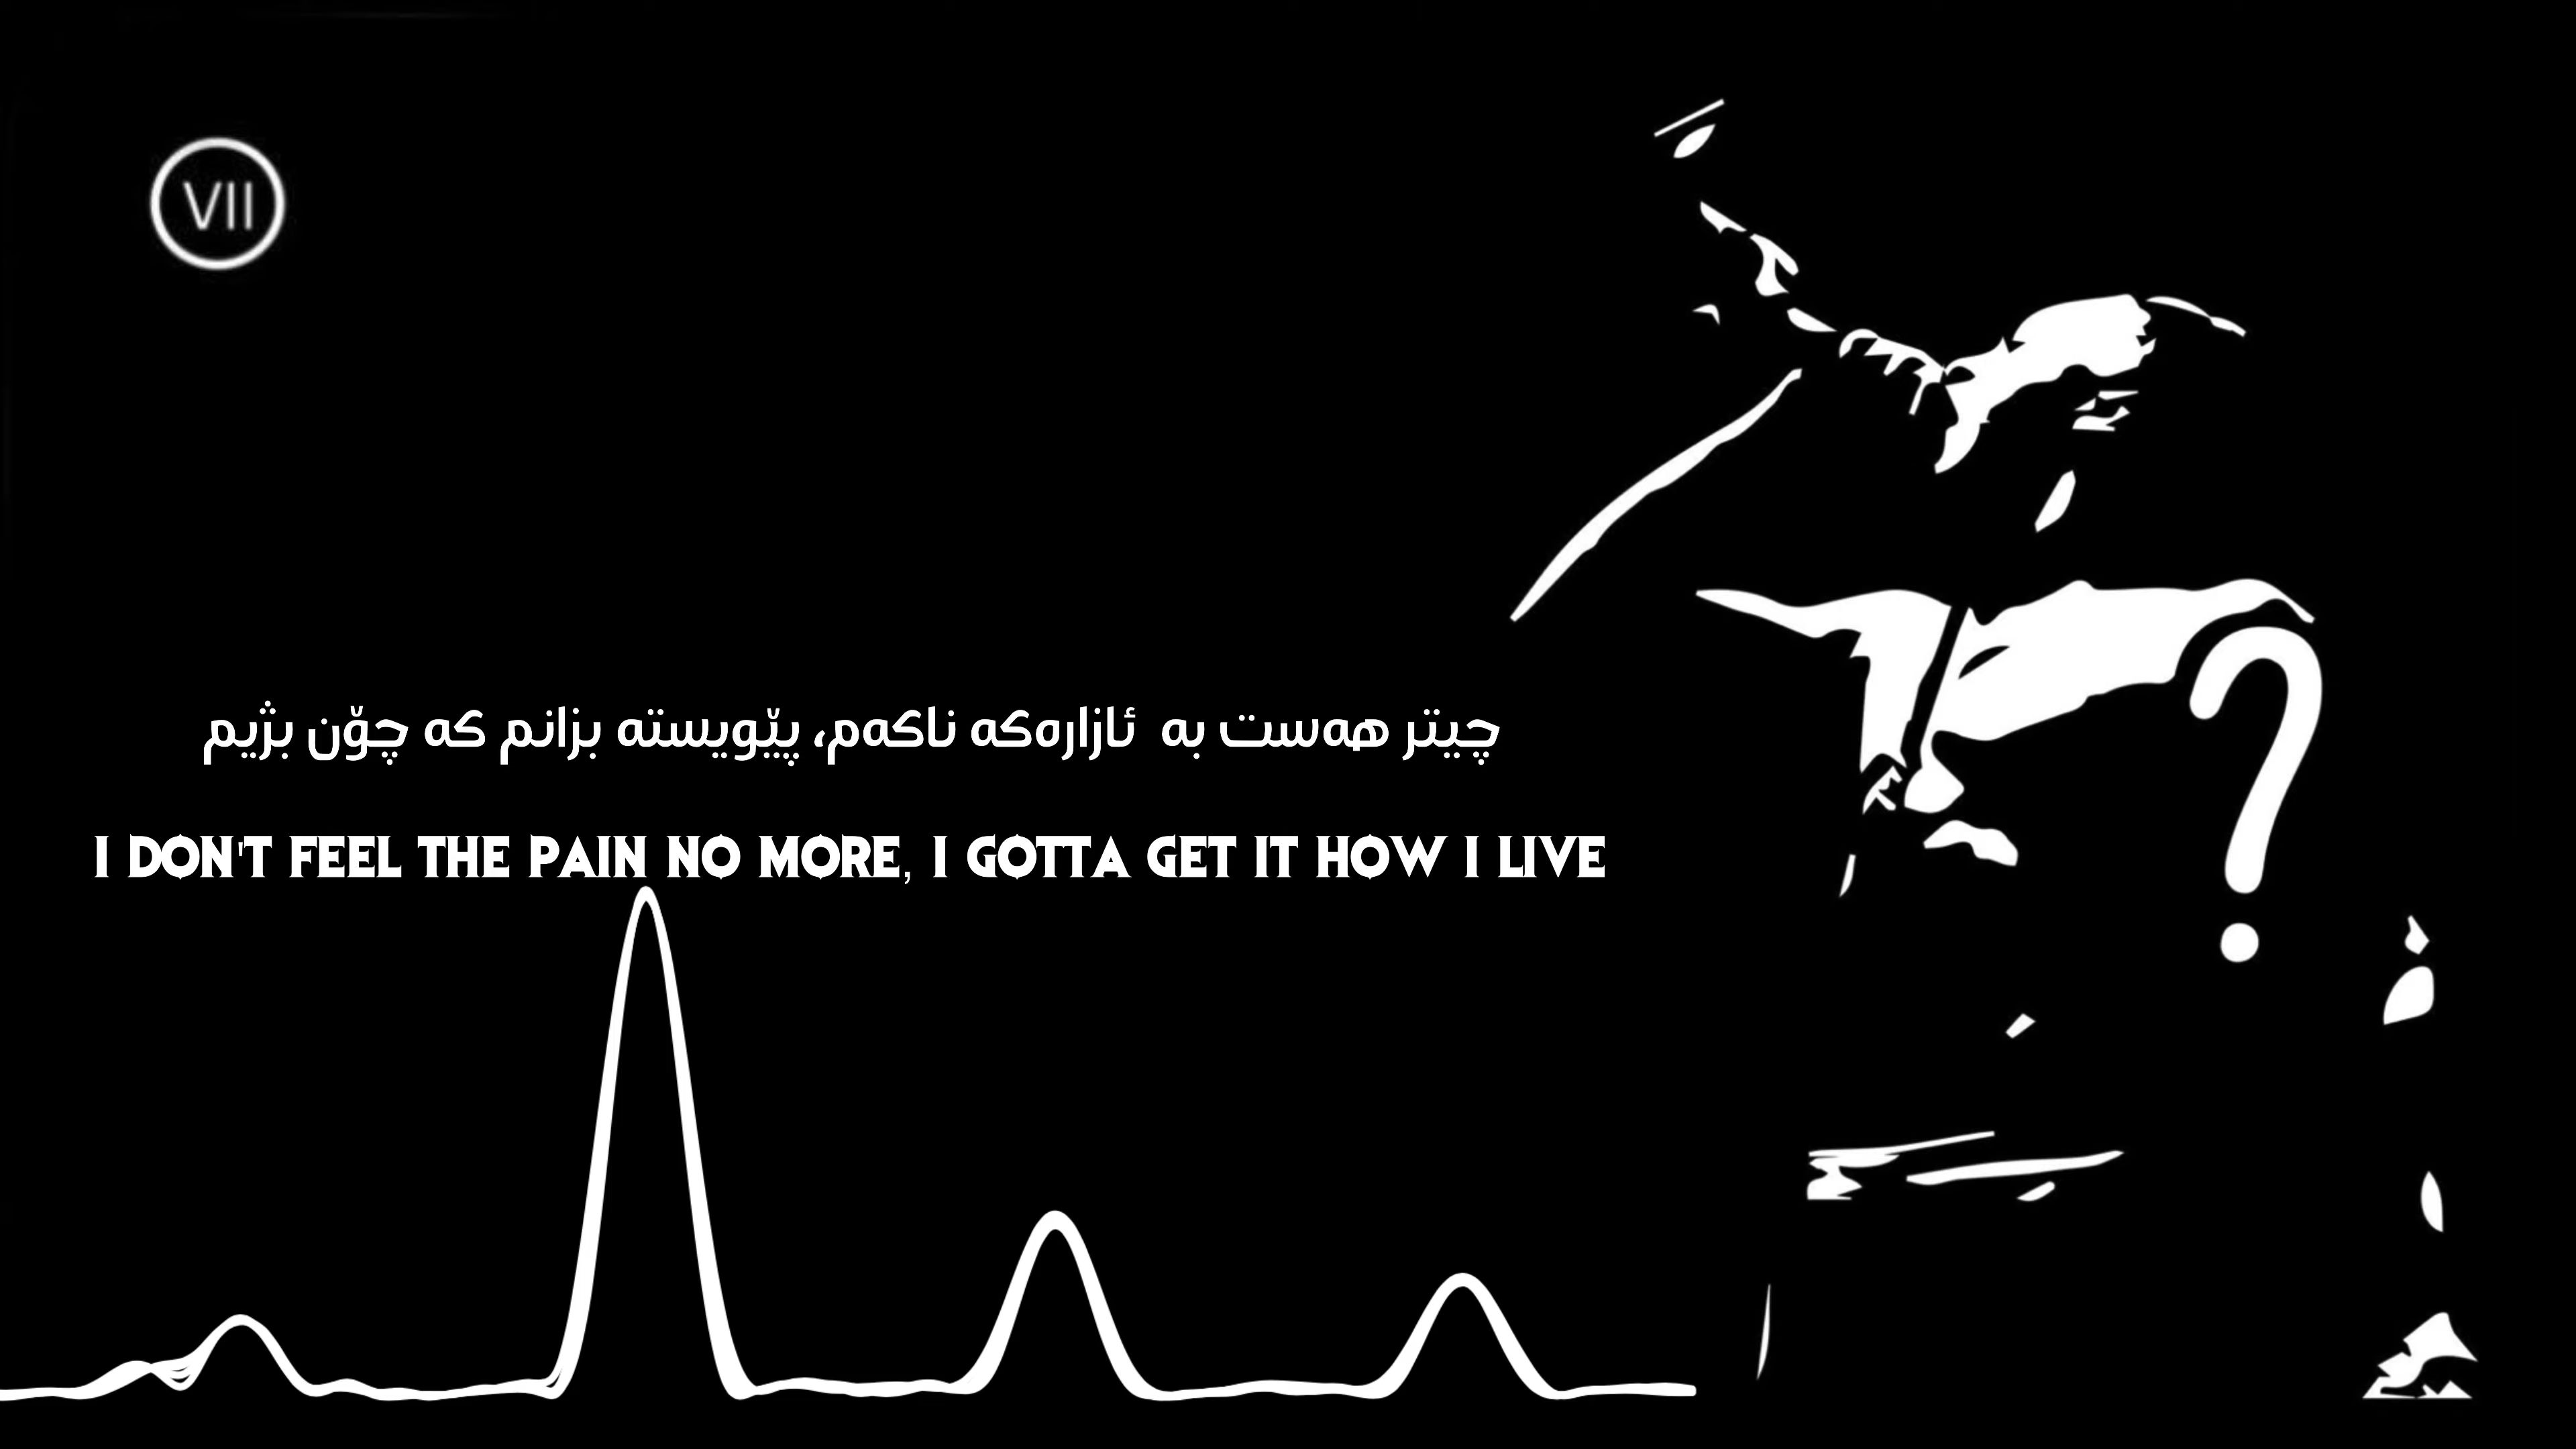 VII
چیتر هەست بە ئازارەکە ناکەم، پێویستە بزانم کە چۆن بژیم
I DON'T FEEL THE PAIN NO MORE, I GOTTA GET IT HOW I LIVE
?